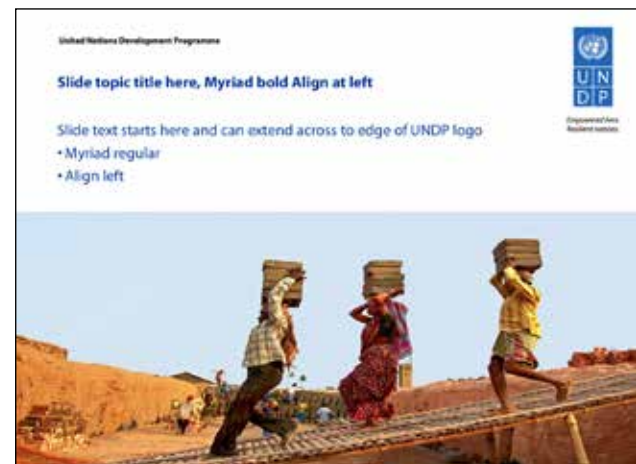 United Nations Development Programme
Slide topic title here, Myriad bold Align at left
Slide text starts here and can extend across to edge of UNDP logo
• Myriad regular
• Align left
U N
D P
Empowered lives.
Resilient nations.